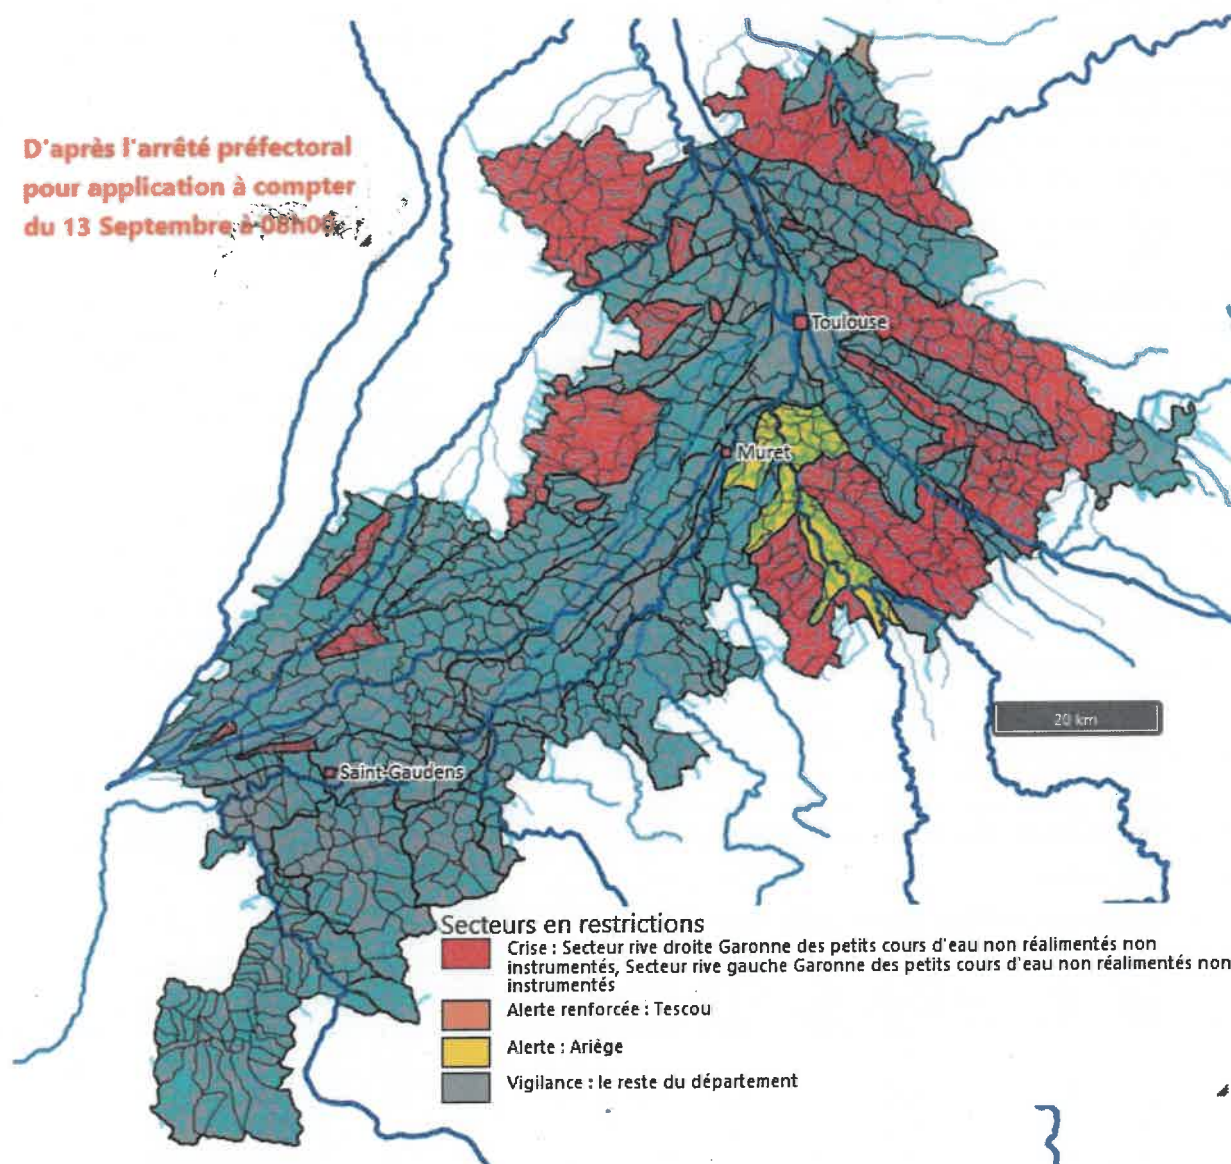 D'après l'arrêté préfectoral
pour application à compter
du 13 Septembre à 08h00
Toulouse
Muret
20 km
Saint-Gaudens
Secteurs en restrictions
Crise : Secteur rive droite Garonne des petits cours d'eau non réalimentés non
instrumentés, Secteur rive gauche Garonne des petits cours d'eau non réalimentés non
instrumentés
Alerte renforcée : Tescou
Alerte : Ariège
Vigilance : le reste du département